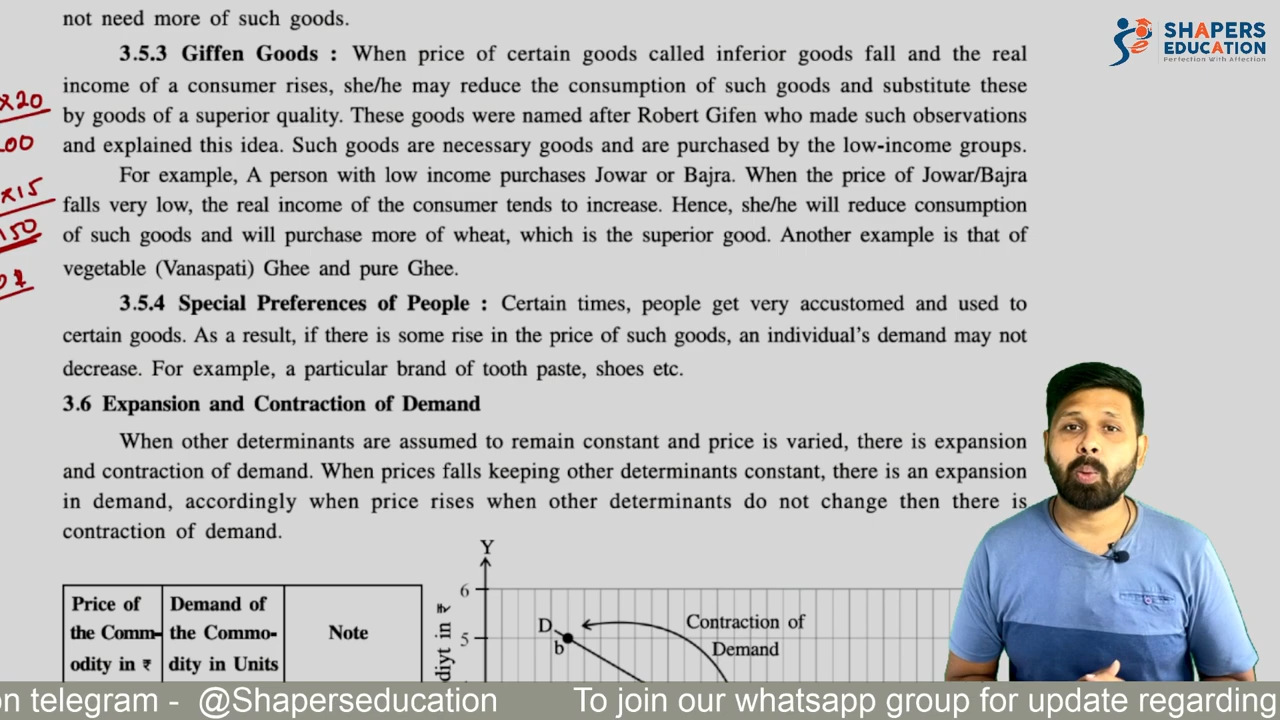 not need more of such goods.
SHAPERS
EDUCATION
Perfection With Affection
3.5.3 Giffen Goods : When price of certain goods called inferior goods fall and the real
income of a consumer rises, she/he may reduce the consumption of such goods and substitute these
by goods of a superior quality. These goods were named after Robert Gifen who made such observations
and explained this idea. Such goods are necessary goods and are purchased by the low-income groups.
×20
00
×15
150
For example, A person with low income purchases Jowar or Bajra. When the price of Jowar/Bajra
falls very low, the real income of the consumer tends to increase. Hence, she/he will reduce consumption
of such goods and will purchase more of wheat, which is the superior good. Another example is that of
vegetable (Vanaspati) Ghee and pure Ghee.
3.5.4 Special Preferences of People : Certain times, people get very accustomed and used to
certain goods. As a result, if there is some rise in the price of such goods, an individual's demand may not
decrease. For example, a particular brand of tooth paste, shoes etc.
3.6 Expansion and Contraction of Demand
When other determinants are assumed to remain constant and price is varied, there is expansion
and contraction of demand. When prices falls keeping other determinants constant, there is an expansion
in demand, accordingly when price rises when other determinants do not change then there is
contraction of demand.
Price of
the Comm-
odity in ₹
Demand of
the Commo-
dity in Units
Note
Y
6
5
diyt in ₹
D
b
Contraction of
Demand
on telegram - @Shaperseducation To join our whatsapp group for update regarding